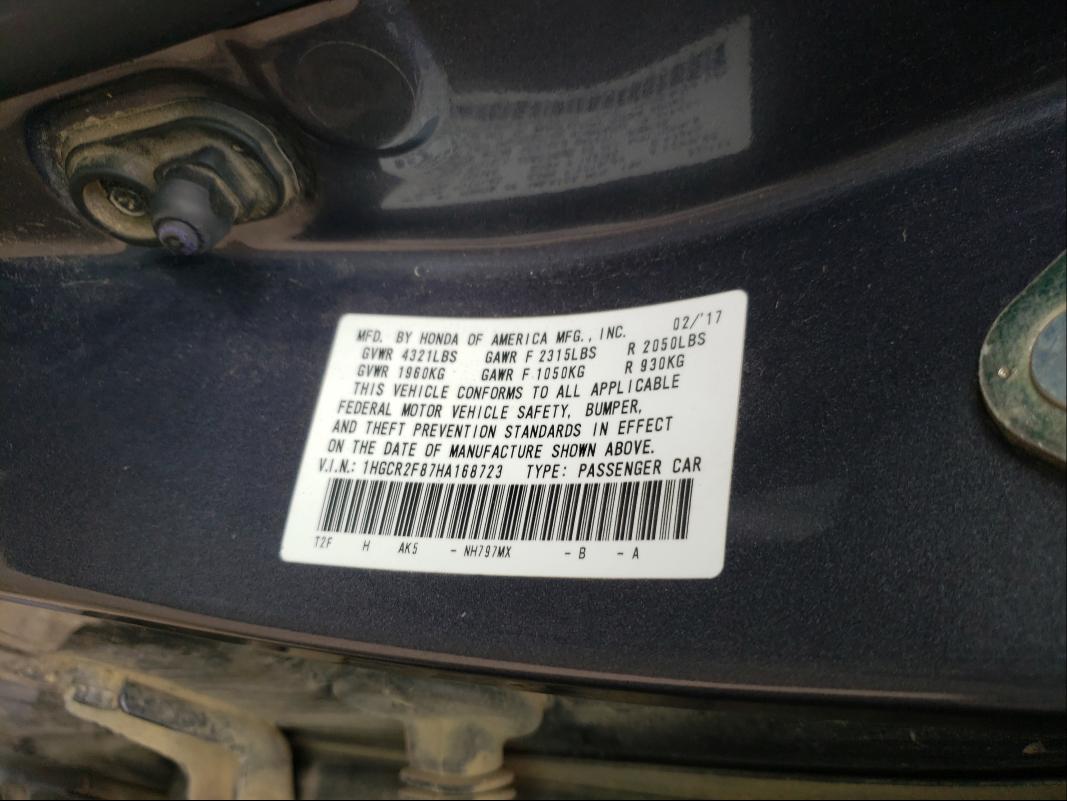 MFD. BY HONDA OF AMERICA MFG., INC. 02/'17
GVWR 4321LBS GAWR F 2315LBS R 2050LBS
GVWR 1960KG GAWR F 1050KG R 930KG
THIS VEHICLE CONFORMS TO ALL APPLICABLE
FEDERAL MOTOR VEHICLE SAFETY, BUMPER,
AND THEFT PREVENTION STANDARDS IN EFFECT
ON THE DATE OF MANUFACTURE SHOWN ABOVE.
V.I.N.: 1HGCR2F87HA168723 TYPE: PASSENGER CAR
T2F H AK5 - NH797MX - B - A